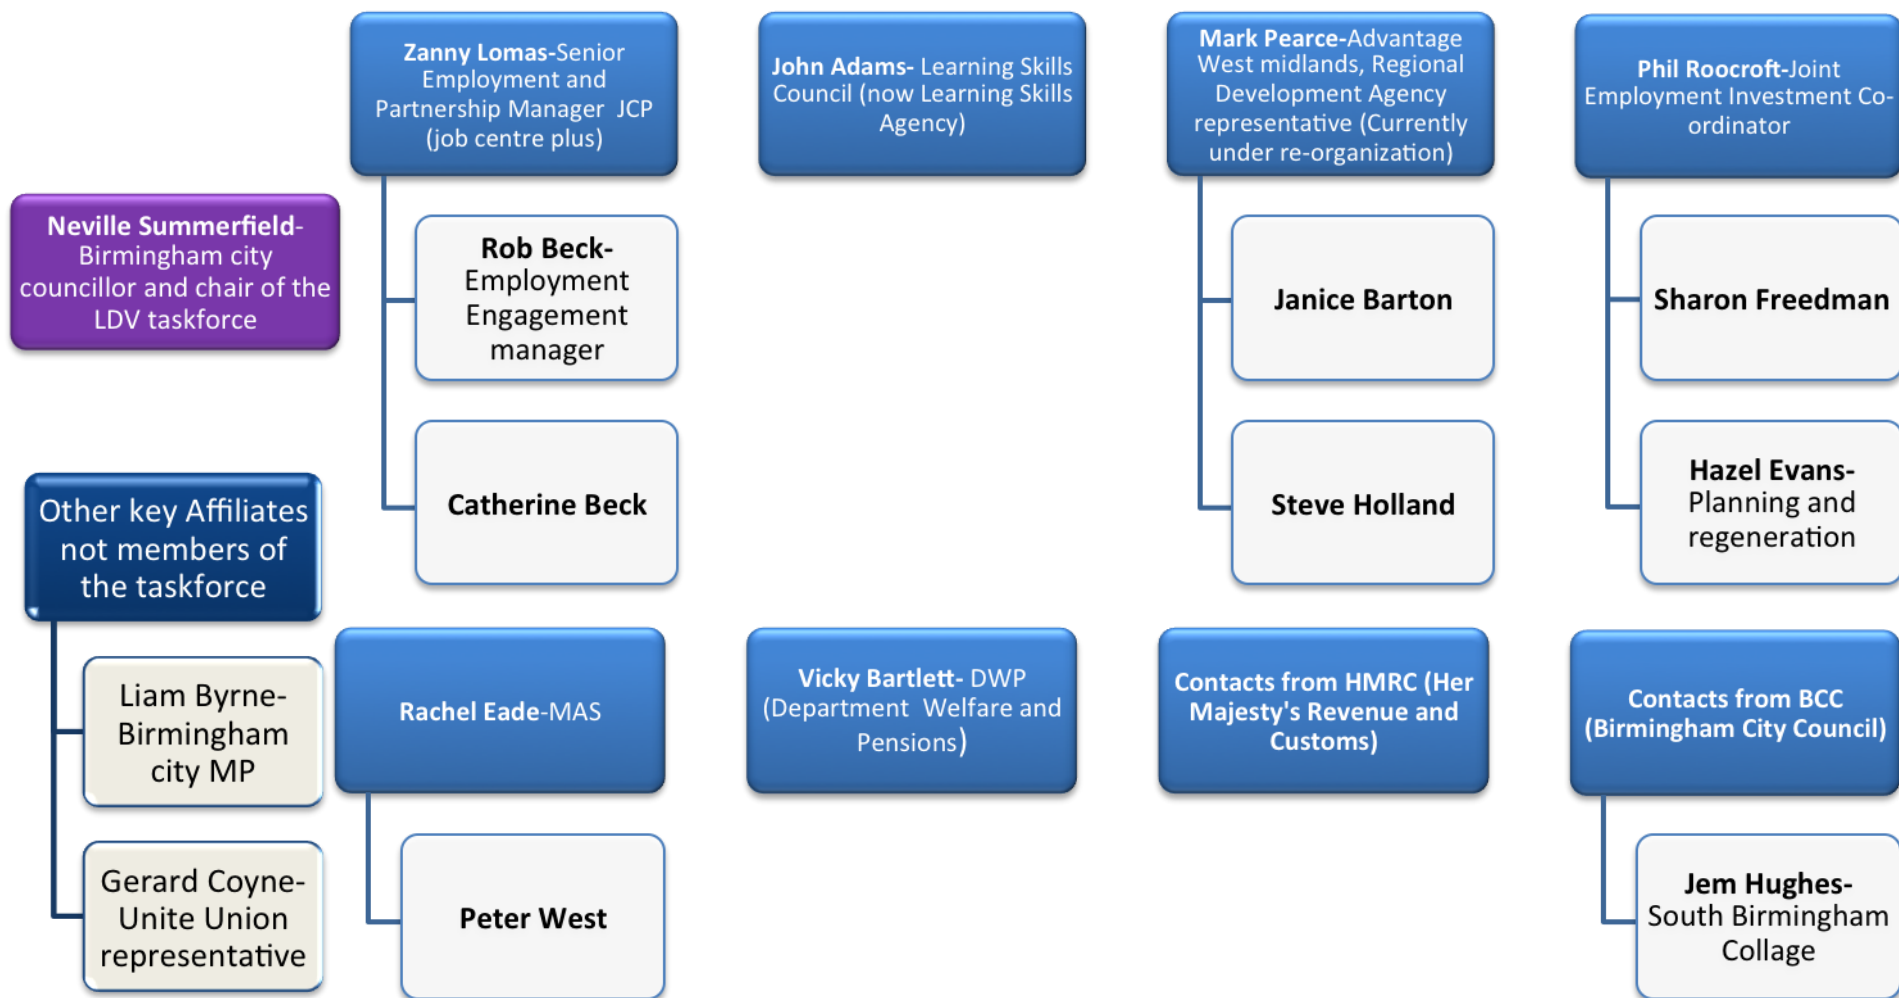 Zanny Lomas-Senior
Employment and
Partnership Manager JCP
(job centre plus)
John Adams- Learning Skills
Council (now Learning Skills
Agency)
Mark Pearce-Advantage
West midlands, Regional
Development Agency
representative (Currently
under re-organization)
Phil Roocroft-Joint
Employment Investment Co-
ordinator
Neville Summerfield-
Birmingham city
councillor and chair of the
LDV taskforce
Rob Beck-
Employment
Engagement
manager
Janice Barton
Sharon Freedman
Catherine Beck
Steve Holland
Hazel Evans-
Planning and
regeneration
Other key Affiliates
not members of
the taskforce
Liam Byrne-
Birmingham
city MP
Gerard Coyne-
Unite Union
representative
Rachel Eade-MAS
Vicky Bartlett- DWP
(Department Welfare and
Pensions)
Contacts from HMRC (Her
Majesty's Revenue and
Customs)
Contacts from BCC
(Birmingham City Council)
Peter West
Jem Hughes-
South Birmingham
Collage